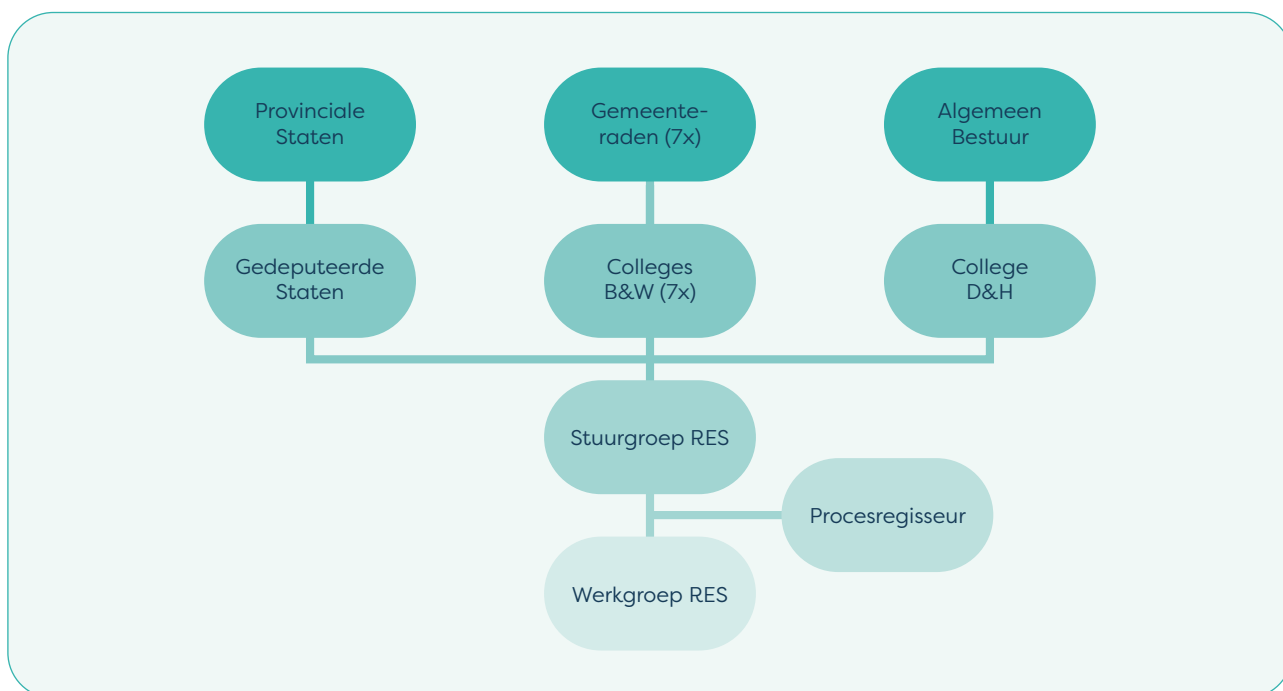 Provinciale
Staten
Gemeente-
raden (7x)
Algemeen
Bestuur
Gedeputeerde
Staten
Colleges
B&W (7x)
College
D&H
Stuurgroep RES
Procesregisseur
Werkgroep RES